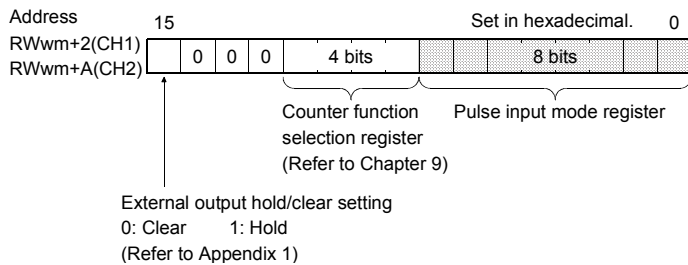 Address
15
Set in hexadecimal.
0
RWwm+2(CH1)
RWwm+A(CH2)
0 0 0 4 bits 8 bits
Counter function
selection register
(Refer to Chapter 9)
Pulse input mode register
External output hold/clear setting
0: Clear 1: Hold
(Refer to Appendix 1)